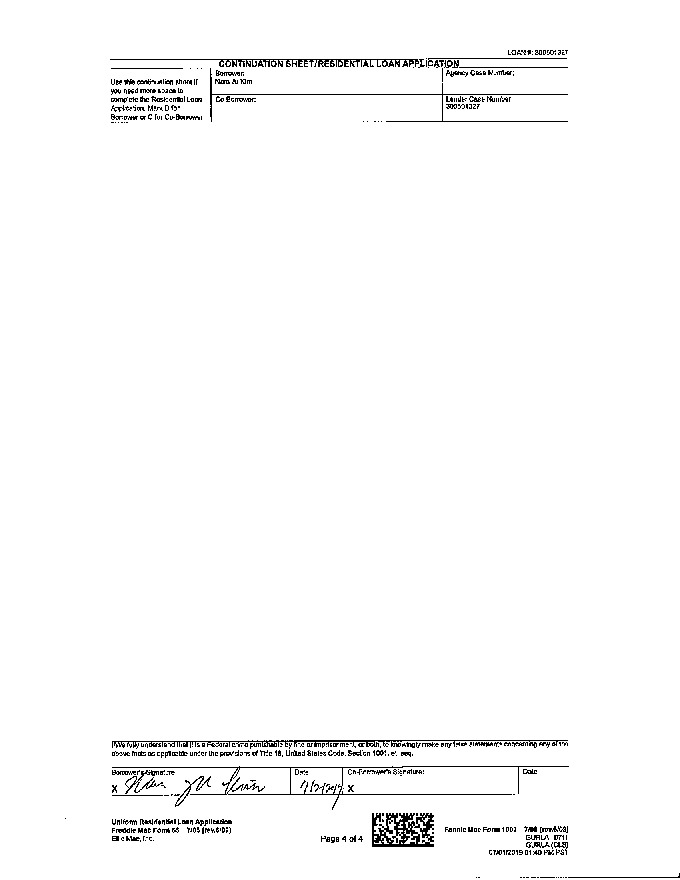 LOAN #: 300501327
CONTINUATION SHEET/RESIDENTIAL LOAN APPLICATION
Use this continuation sheet if
you need more space to
complete the Residential Loan
Application. Mark B for
Borrower or C for Co-Borrower
Borrower:
Nara Ai Kim
Agency Case Number:
Co-Borrower:
Lender Case Number
300501327
I/We fully understand that it is a Federal crime punishable by fine or imprisonment, or both, to knowingly make any false statements concerning any of the
above facts as applicable under the provisions of Title 18, United States Code, Section 1001, et. seq.
Borrower's Signature
X
Date
Co-Borrower's Signature:
X
Date
Uniform Residential Loan Application
Freddie Mac Form 65 7/05 (rev.6/09)
Ellie Mae, Inc.
Page 4 of 4
Fannie Mae Form 1003 7/05 (rev.6/09)
GURLA 0711
GURLA (CLS)
07/01/2019 01:40 PM PST